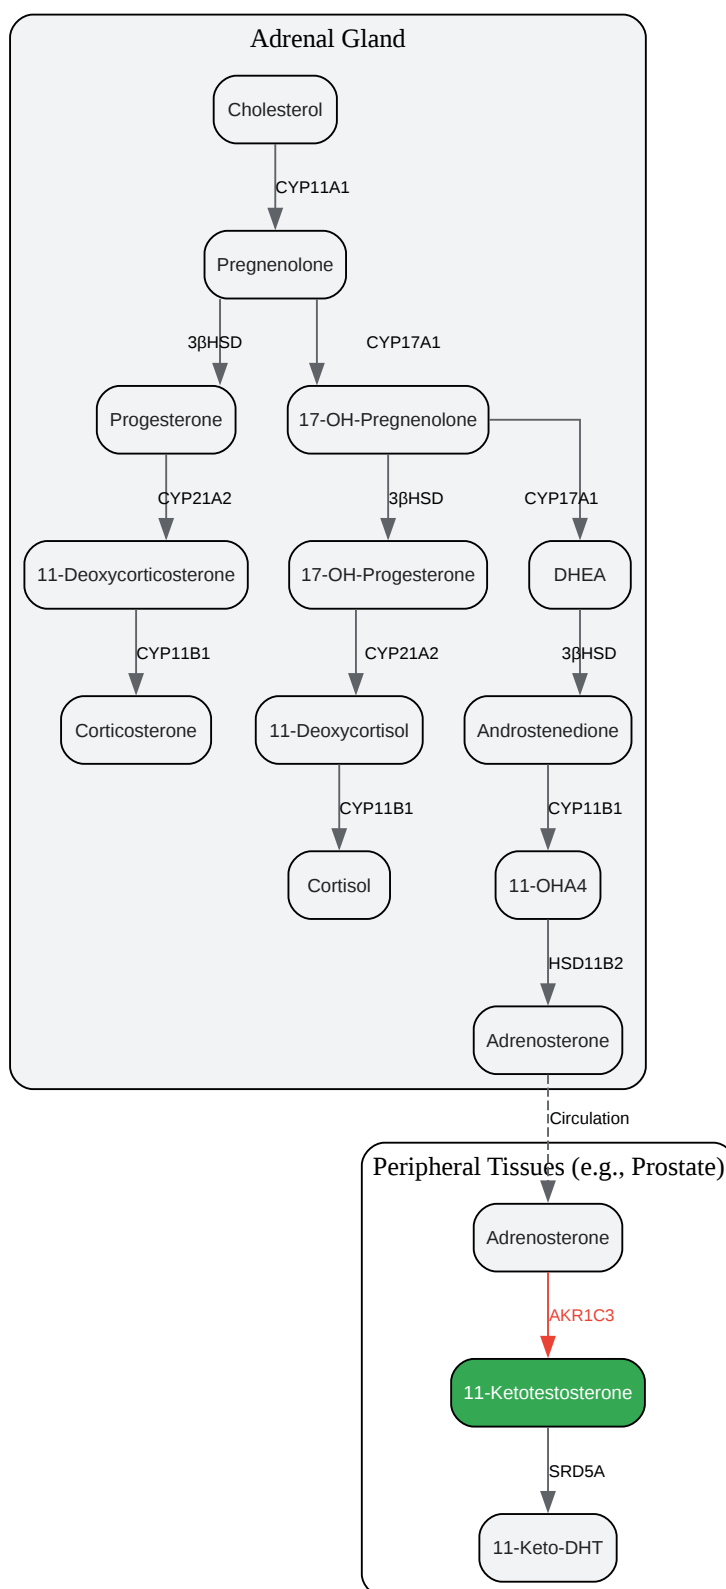 Adrenal Gland
Cholesterol
CYP11A1
Pregnenolone
3βHSD
CYP17A1
Progesterone
17-OH-Pregnenolone
CYP21A2
3βHSD
CYP17A1
11-Deoxycorticosterone
17-OH-Progesterone
DHEA
CYP11B1
CYP21A2
3βHSD
Corticosterone
11-Deoxycortisol
Androstenedione
CYP11B1
CYP11B1
Cortisol
11-OHA4
HSD11B2
Adrenosterone
Circulation
Peripheral Tissues (e.g., Prostate)
Adrenosterone
AKR1C3
11-Ketotestosterone
SRD5A
11-Keto-DHT